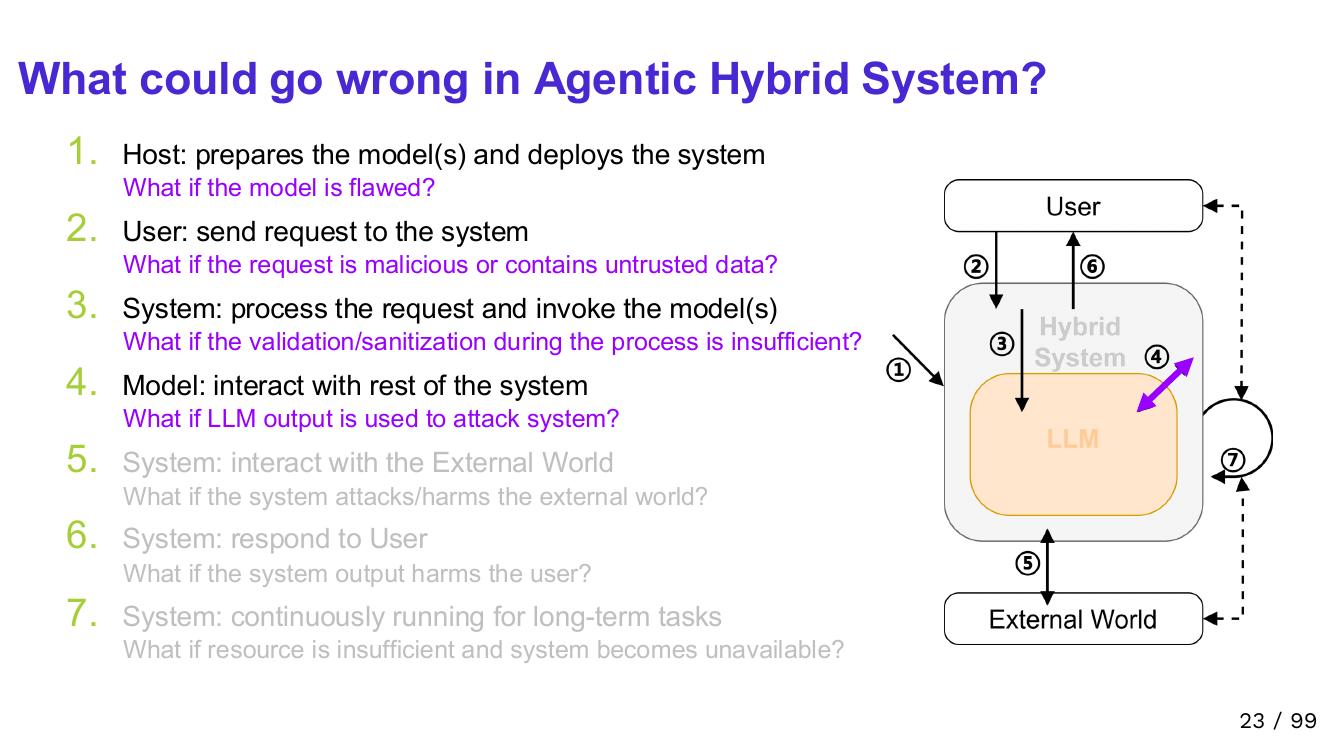 What could go wrong in Agentic Hybrid System?
1. Host: prepares the model(s) and deploys the system
What if the model is flawed?
2. User: send request to the system
What if the request is malicious or contains untrusted data?
3. System: process the request and invoke the model(s)
What if the validation/sanitization during the process is insufficient?
4. Model: interact with rest of the system
What if LLM output is used to attack system?
5. System: interact with the External World
What if the system attacks/harms the external world?
6. System: respond to User
What if the system output harms the user?
7. System: continuously running for long-term tasks
What if resource is insufficient and system becomes unavailable?
User
② ⑥
Hybrid
System
③
④
①
LLM
⑦
⑤
External World
23 / 99